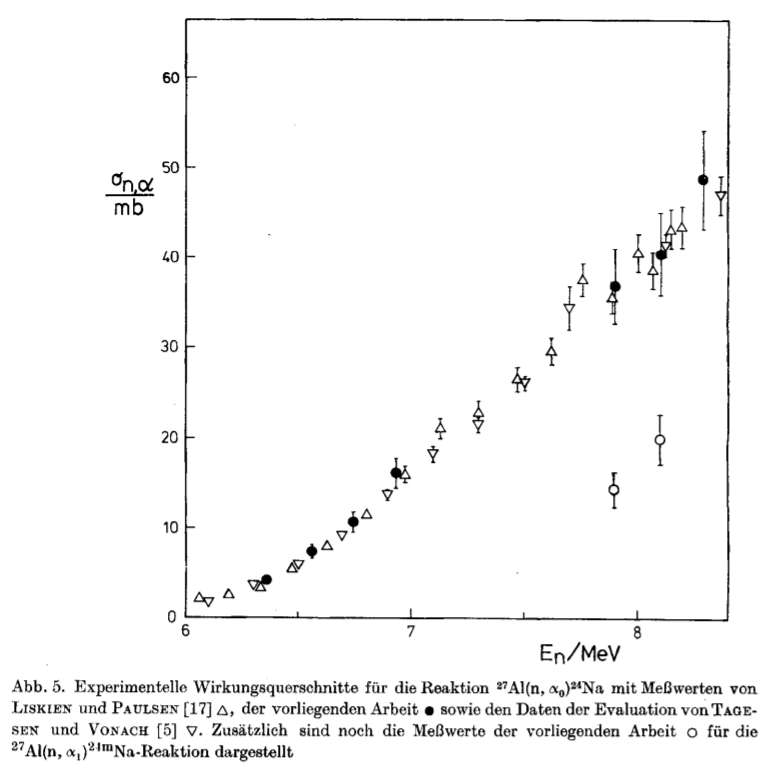 60
50
σn,α
mb
40
30
20
10
0
6
7
8
En/MeV
Abb. 5. Experimentelle Wirkungsquerschnitte für die Reaktion ²⁷Al(n, α₀)²⁴Na mit Meßwerten von
LISKIEN und PAULSEN [17] △, der vorliegenden Arbeit ● sowie den Daten der Evaluation von TAGE-
SEN und VONACH [5] ▽. Zusätzlich sind noch die Meßwerte der vorliegenden Arbeit ○ für die
²⁷Al(n, α₁)²⁴ᵐNa-Reaktion dargestellt